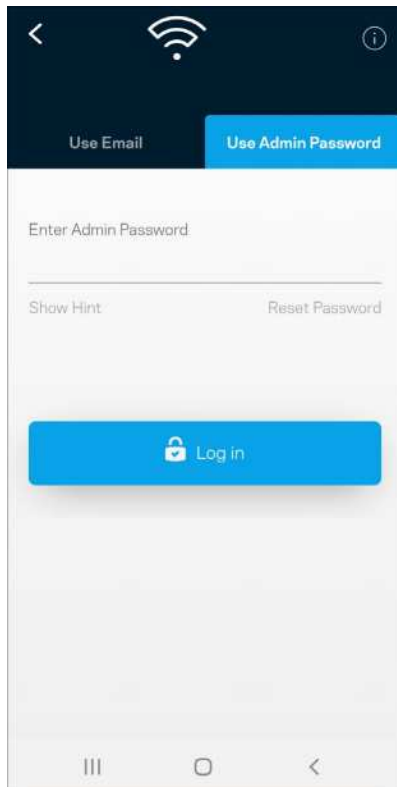 Use Email
Use Admin Password
Enter Admin Password
Show Hint
Reset Password
Log in